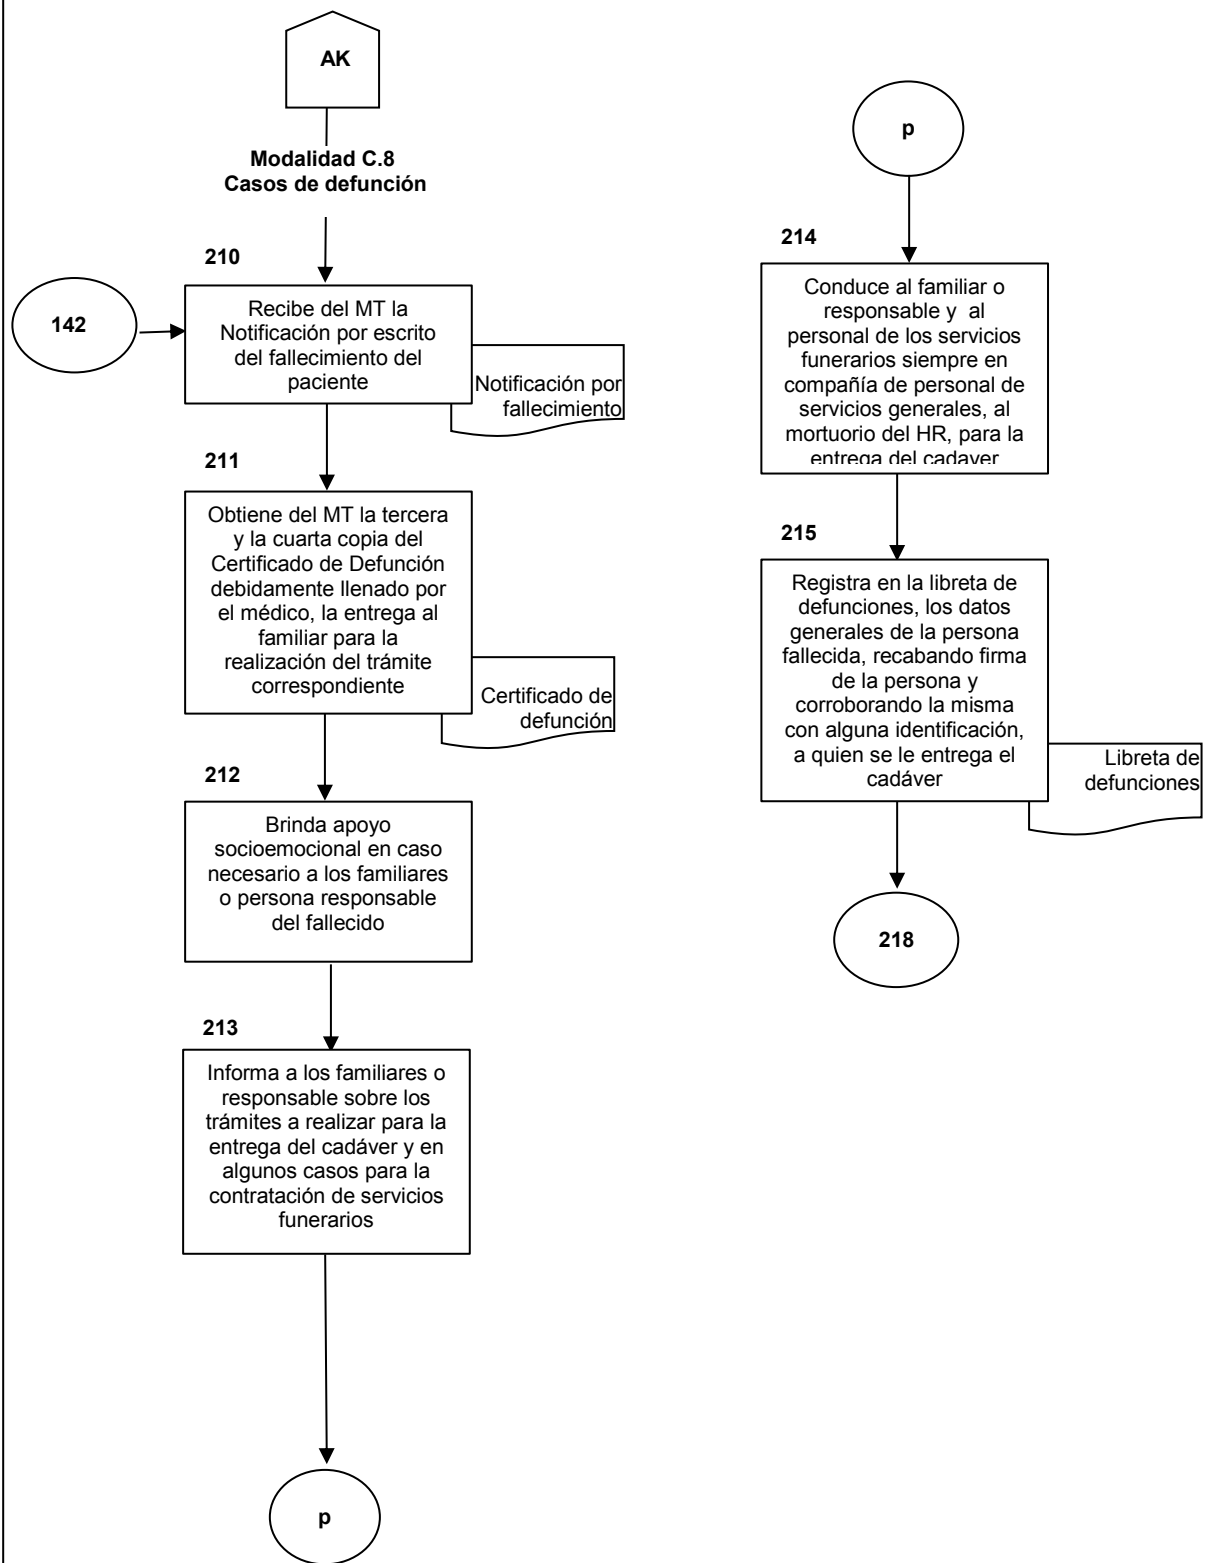 AK
Modalidad C.8
Casos de defunción
210
142
Recibe del MT la
Notificación por escrito
del fallecimiento del
paciente
Notificación por
fallecimiento
211
Obtiene del MT la tercera
y la cuarta copia del
Certificado de Defunción
debidamente llenado por
el médico, la entrega al
familiar para la
realización del trámite
correspondiente
Certificado de
defunción
212
Brinda apoyo
socioemocional en caso
necesario a los familiares
o persona responsable
del fallecido
213
Informa a los familiares o
responsable sobre los
trámites a realizar para la
entrega del cadáver y en
algunos casos para la
contratación de servicios
funerarios
p
p
214
Conduce al familiar o
responsable y al
personal de los servicios
funerarios siempre en
compañía de personal de
servicios generales, al
mortuorio del HR, para la
entrega del cadaver
215
Registra en la libreta de
defunciones, los datos
generales de la persona
fallecida, recabando firma
de la persona y
corroborando la misma
con alguna identificación,
a quien se le entrega el
cadáver
Libreta de
defunciones
218